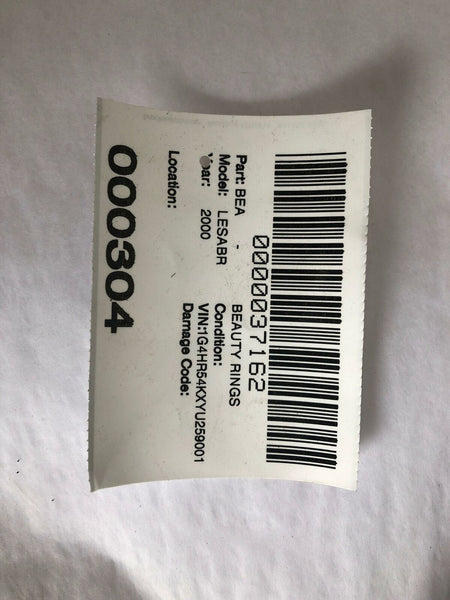 0000037162
Part: BEA - BEAUTY RINGS
Model: LESABR Condition:
Year: 2000 VIN:1G4HR54KXYU259001
Location: Damage Code:
000304